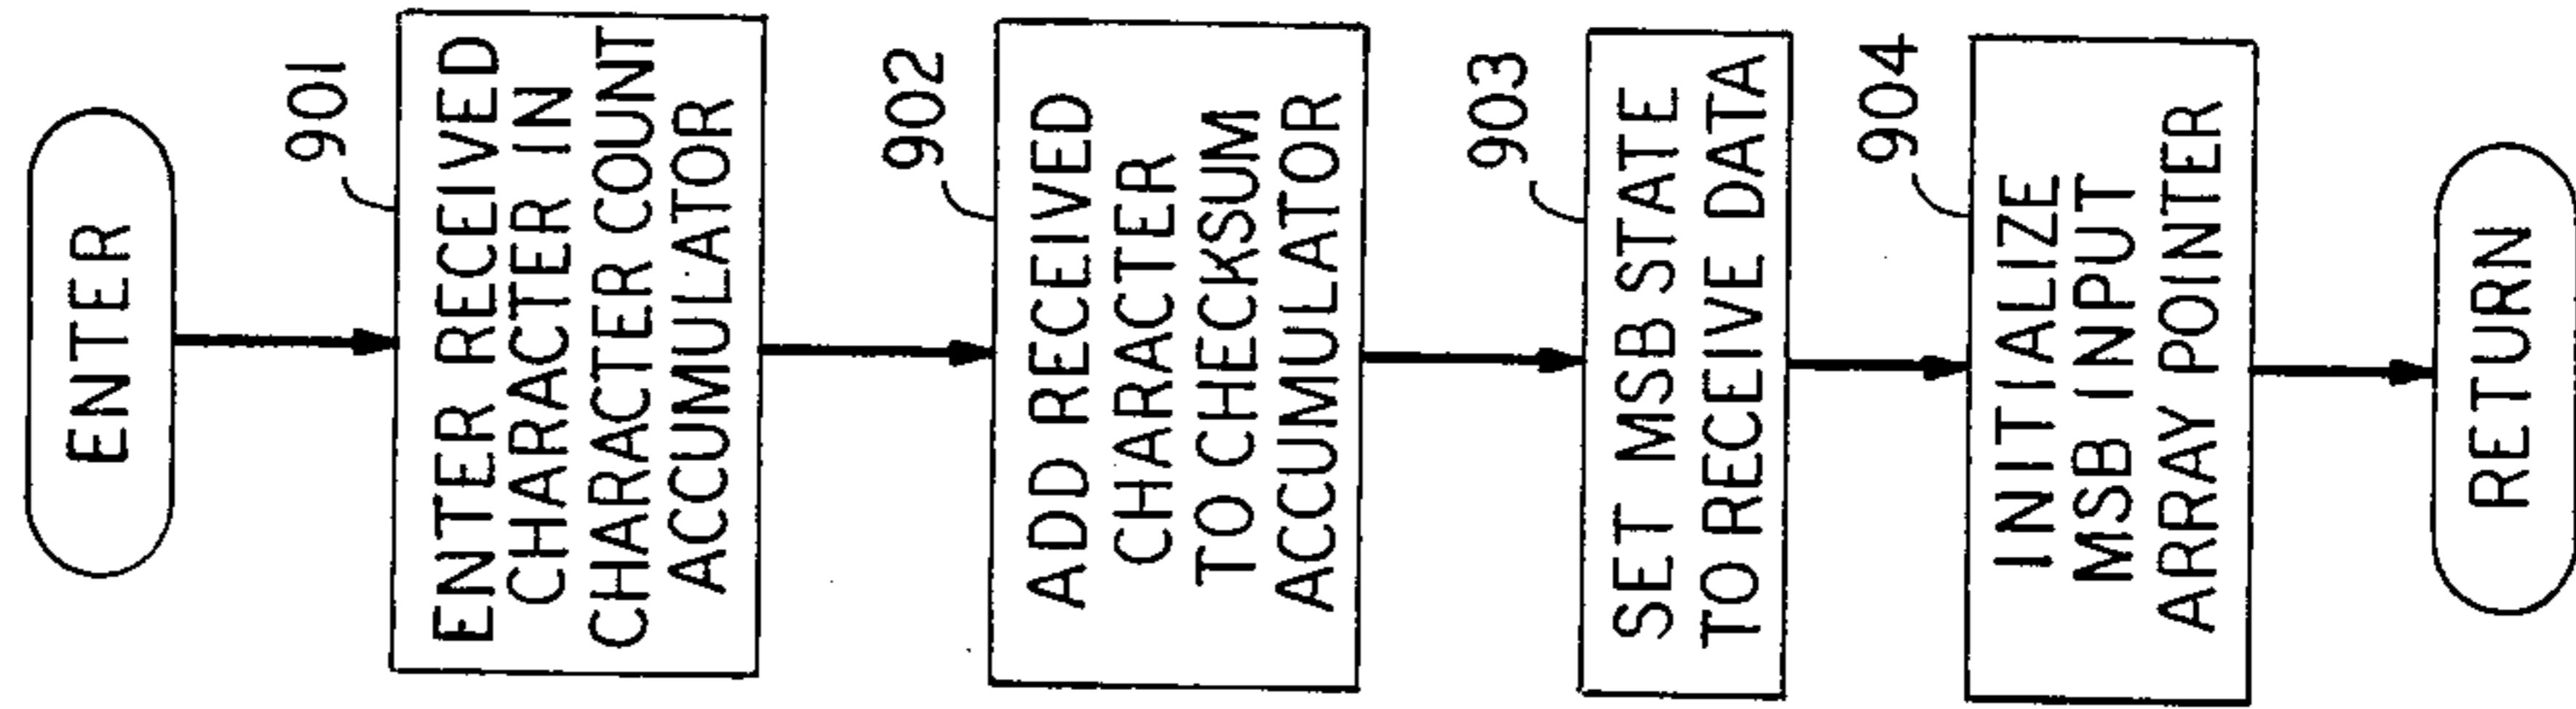 ENTER
901
ENTER RECEIVED
CHARACTER IN
CHARACTER COUNT
ACCUMULATOR
902
ADD RECEIVED
CHARACTER
TO CHECKSUM
ACCUMULATOR
903
SET MSB STATE
TO RECEIVE DATA
904
INITIALIZE
MSB INPUT
ARRAY POINTER
RETURN